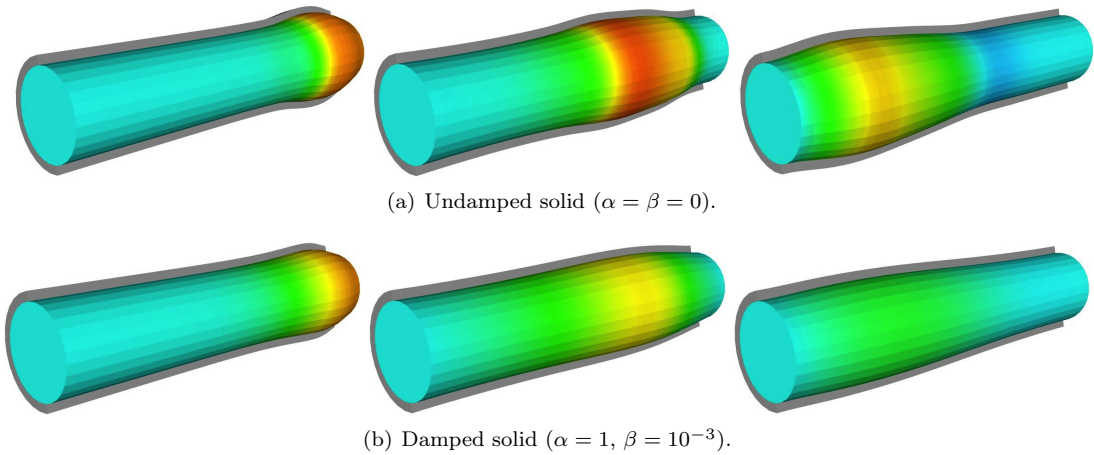 (a) Undamped solid (α = β = 0).
(b) Damped solid (α = 1, β = 10⁻³).